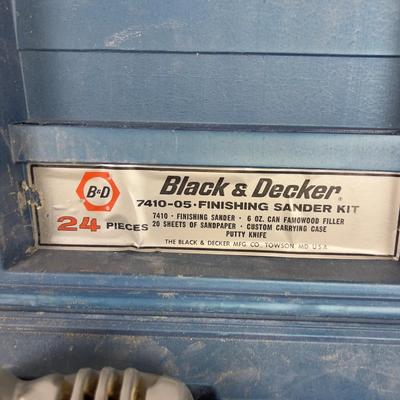 B&D
Black & Decker®
7410-05 · FINISHING SANDER KIT
24 PIECES
7410 · FINISHING SANDER · 6 OZ. CAN FAMOWOOD FILLER
20 SHEETS OF SANDPAPER · CUSTOM CARRYING CASE
PUTTY KNIFE
THE BLACK & DECKER MFG. CO., TOWSON, MD. U.S.A.